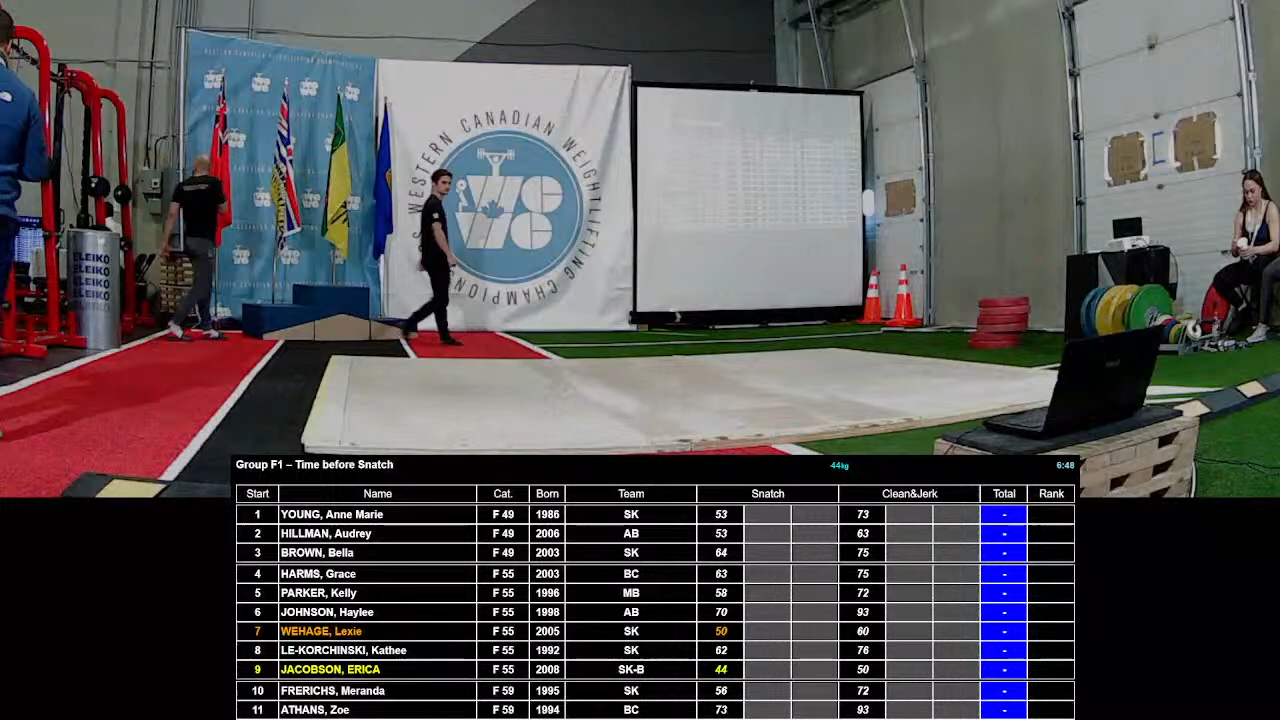 WESTERN CANADIAN WEIGHTLIFTING CHAMPIONSHIPS
WC
WC
ELEIKO
ELEIKO
ELEIKO
ELEIKO
Group F1 – Time before Snatch 44kg 6:48
Start Name Cat. Born Team Snatch Clean&Jerk Total Rank
1 YOUNG, Anne Marie F 49 1986 SK 53 73 -
2 HILLMAN, Audrey F 49 2006 AB 53 63 -
3 BROWN, Bella F 49 2003 SK 64 75 -
4 HARMS, Grace F 55 2003 BC 63 75 -
5 PARKER, Kelly F 55 1996 MB 58 72 -
6 JOHNSON, Haylee F 55 1998 AB 70 93 -
7 WEHAGE, Lexie F 55 2005 SK 50 60 -
8 LE-KORCHINSKI, Kathee F 55 1992 SK 62 76 -
9 JACOBSON, ERICA F 55 2008 SK-B 44 50 -
10 FRERICHS, Meranda F 59 1995 SK 56 72 -
11 ATHANS, Zoe F 59 1994 BC 73 93 -